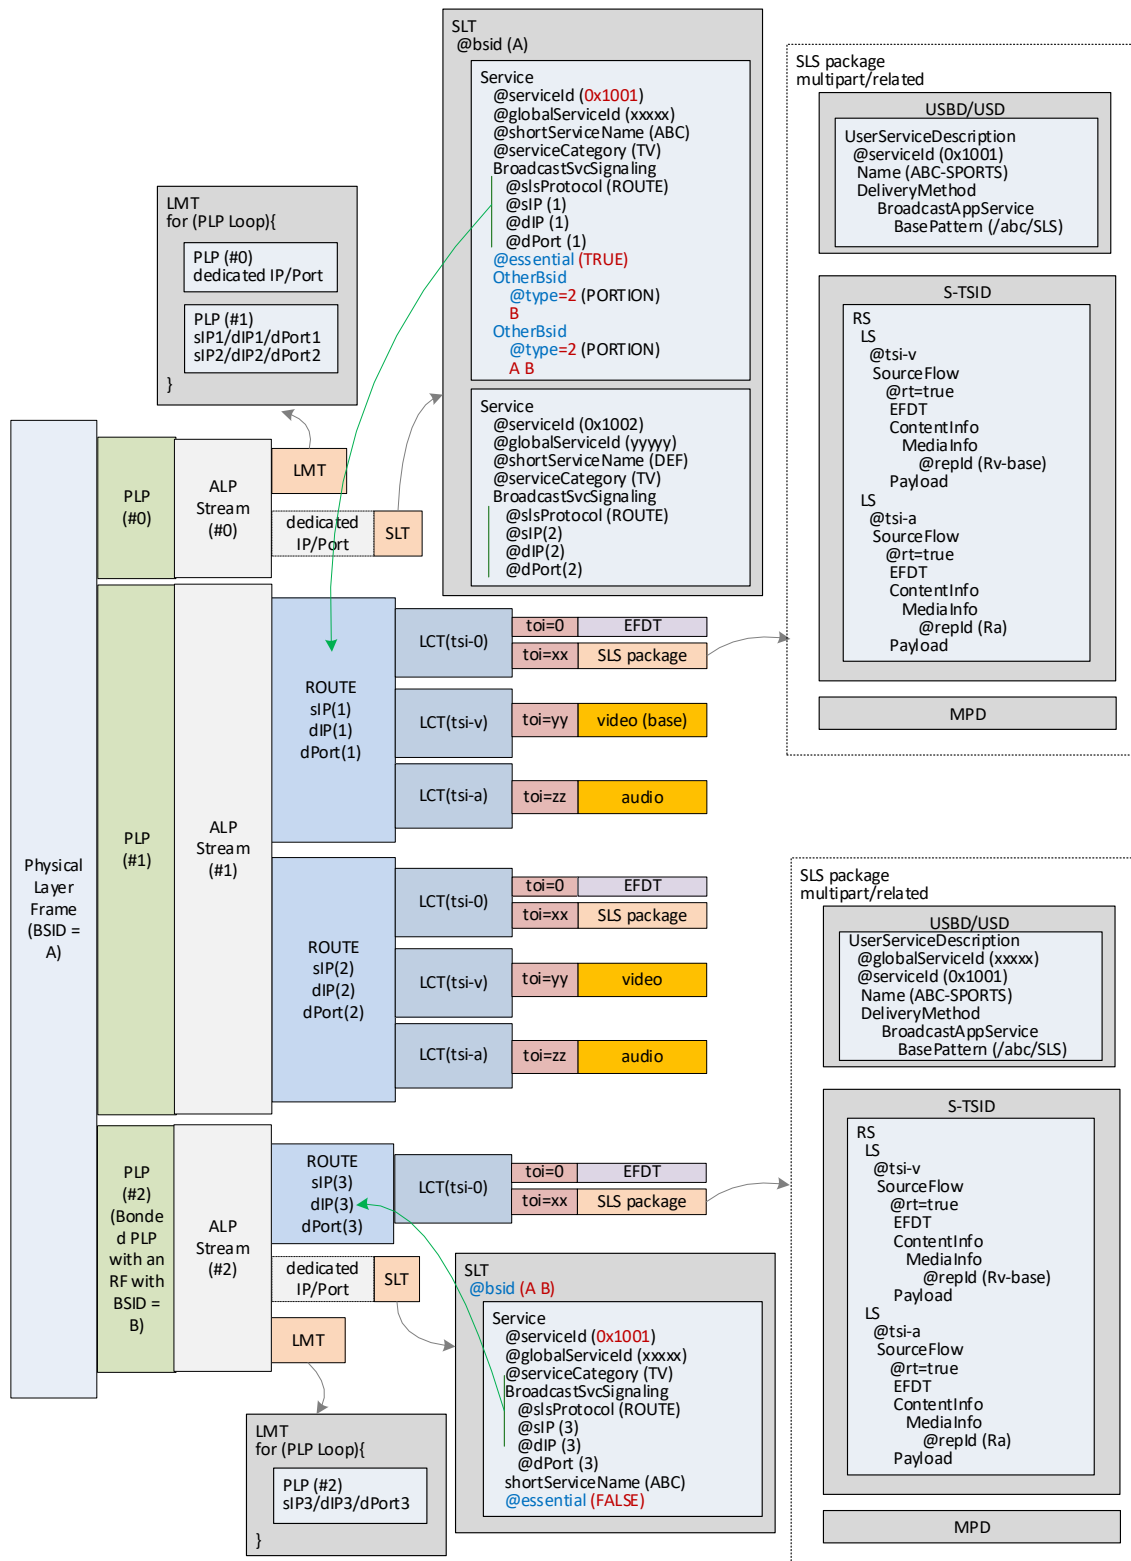 SLT
@bsid (A)
Service
@serviceId (0x1001)
@globalServiceId (xxxxx)
@shortServiceName (ABC)
@serviceCategory (TV)
BroadcastSvcSignaling
@slsProtocol (ROUTE)
@sIP (1)
@dIP (1)
@dPort (1)
@essential (TRUE)
OtherBsid
@type=2 (PORTION)
B
OtherBsid
@type=2 (PORTION)
A B
Service
@serviceId (0x1002)
@globalServiceId (yyyyy)
@shortServiceName (DEF)
@serviceCategory (TV)
BroadcastSvcSignaling
@slsProtocol (ROUTE)
@sIP(2)
@dIP(2)
@dPort(2)
SLS package
multipart/related
USBD/USD
UserServiceDescription
@serviceId (0x1001)
Name (ABC-SPORTS)
DeliveryMethod
BroadcastAppService
BasePattern (/abc/SLS)
S-TSID
RS
LS
@tsi-v
SourceFlow
@rt=true
EFDT
ContentInfo
MediaInfo
@repId (Rv-base)
Payload
LS
@tsi-a
SourceFlow
@rt=true
EFDT
ContentInfo
MediaInfo
@repId (Ra)
Payload
MPD
LMT
for (PLP Loop){
PLP (#0)
dedicated IP/Port
PLP (#1)
sIP1/dIP1/dPort1
sIP2/dIP2/dPort2
}
Physical
Layer
Frame
(BSID =
A)
PLP
(#0)
ALP
Stream
(#0)
LMT
dedicated
IP/Port
SLT
PLP
(#1)
ALP
Stream
(#1)
ROUTE
sIP(1)
dIP(1)
dPort(1)
LCT(tsi-0)
toi=0
EFDT
toi=xx
SLS package
LCT(tsi-v)
toi=yy
video (base)
LCT(tsi-a)
toi=zz
audio
ROUTE
sIP(2)
dIP(2)
dPort(2)
LCT(tsi-0)
toi=0
EFDT
toi=xx
SLS package
LCT(tsi-v)
toi=yy
video
LCT(tsi-a)
toi=zz
audio
PLP
(#2)
(Bonde
d PLP
with an
RF with
BSID =
B)
ALP
Stream
(#2)
ROUTE
sIP(3)
dIP(3)
dPort(3)
LCT(tsi-0)
toi=0
EFDT
toi=xx
SLS package
dedicated
IP/Port
SLT
LMT
LMT
for (PLP Loop){
PLP (#2)
sIP3/dIP3/dPort3
}
SLT
@bsid (A B)
Service
@serviceId (0x1001)
@globalServiceId (xxxxx)
@serviceCategory (TV)
BroadcastSvcSignaling
@slsProtocol (ROUTE)
@sIP (3)
@dIP (3)
@dPort (3)
shortServiceName (ABC)
@essential (FALSE)
SLS package
multipart/related
USBD/USD
UserServiceDescription
@globalServiceId (xxxxx)
@serviceId (0x1001)
Name (ABC-SPORTS)
DeliveryMethod
BroadcastAppService
BasePattern (/abc/SLS)
S-TSID
RS
LS
@tsi-v
SourceFlow
@rt=true
EFDT
ContentInfo
MediaInfo
@repId (Rv-base)
Payload
LS
@tsi-a
SourceFlow
@rt=true
EFDT
ContentInfo
MediaInfo
@repId (Ra)
Payload
MPD